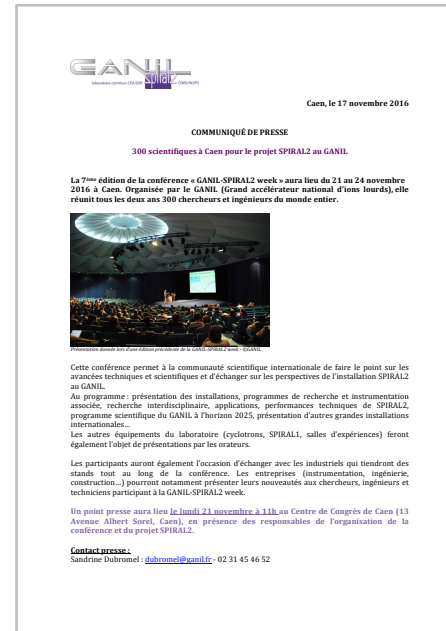 GANIL
laboratoire commun CEA/DRF spiral2 CNRS/IN2P3
Caen, le 17 novembre 2016
COMMUNIQUÉ DE PRESSE
300 scientifiques à Caen pour le projet SPIRAL2 au GANIL
La 7ème édition de la conférence « GANIL-SPIRAL2 week » aura lieu du 21 au 24 novembre
2016 à Caen. Organisée par le GANIL (Grand accélérateur national d'ions lourds), elle
réunit tous les deux ans 300 chercheurs et ingénieurs du monde entier.
Présentation donnée lors d'une édition précédente de la GANIL-SPIRAL2 week - ©GANIL
Cette conférence permet à la communauté scientifique internationale de faire le point sur les
avancées techniques et scientifiques et d'échanger sur les perspectives de l'installation SPIRAL2
au GANIL.
Au programme : présentation des installations, programmes de recherche et instrumentation
associée, recherche interdisciplinaire, applications, performances techniques de SPIRAL2,
programme scientifique du GANIL à l'horizon 2025, présentation d'autres grandes installations
internationales...
Les autres équipements du laboratoire (cyclotrons, SPIRAL1, salles d'expériences) feront
également l'objet de présentations par les orateurs.
Les participants auront également l'occasion d'échanger avec les industriels qui tiendront des
stands tout au long de la conférence. Les entreprises (instrumentation, ingénierie,
construction...) pourront notamment présenter leurs nouveautés aux chercheurs, ingénieurs et
techniciens participant à la GANIL-SPIRAL2 week.
Un point presse aura lieu le lundi 21 novembre à 11h au Centre de Congrès de Caen (13
Avenue Albert Sorel, Caen), en présence des responsables de l'organisation de la
conférence et du projet SPIRAL2.
Contact presse :
Sandrine Dubromel : dubromel@ganil.fr - 02 31 45 46 52